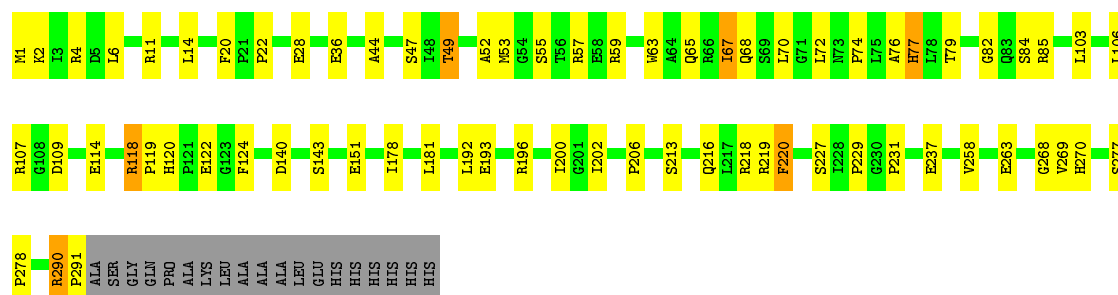 M1 K2 I3 R4 D5 L6 R11 L14 F20 P21 P22 E28 E36 A44 S47 I48 T49 A52 M53 G54 S55 T56 R57 E58 R59 W63 A64 Q65 R66 I67 Q68 S69 L70 G71 L72 N73 P74 L75 A76 H77 L78 T79 G82 Q83 S84 R85 L103 L106
R107 G108 D109 E114 R118 P119 H120 P121 E122 G123 F124 D140 S143 E151 I178 L181 L192 E193 R196 I200 G201 I202 P206 S213 Q216 L217 R218 R219 F220 S227 I228 P229 G230 P231 E237 V258 E263 G268 V269 H270 S277
P278 R290 P291 ALA SER GLY GLN PRO ALA LYS LEU ALA ALA ALA LEU GLU HIS HIS HIS HIS HIS HIS